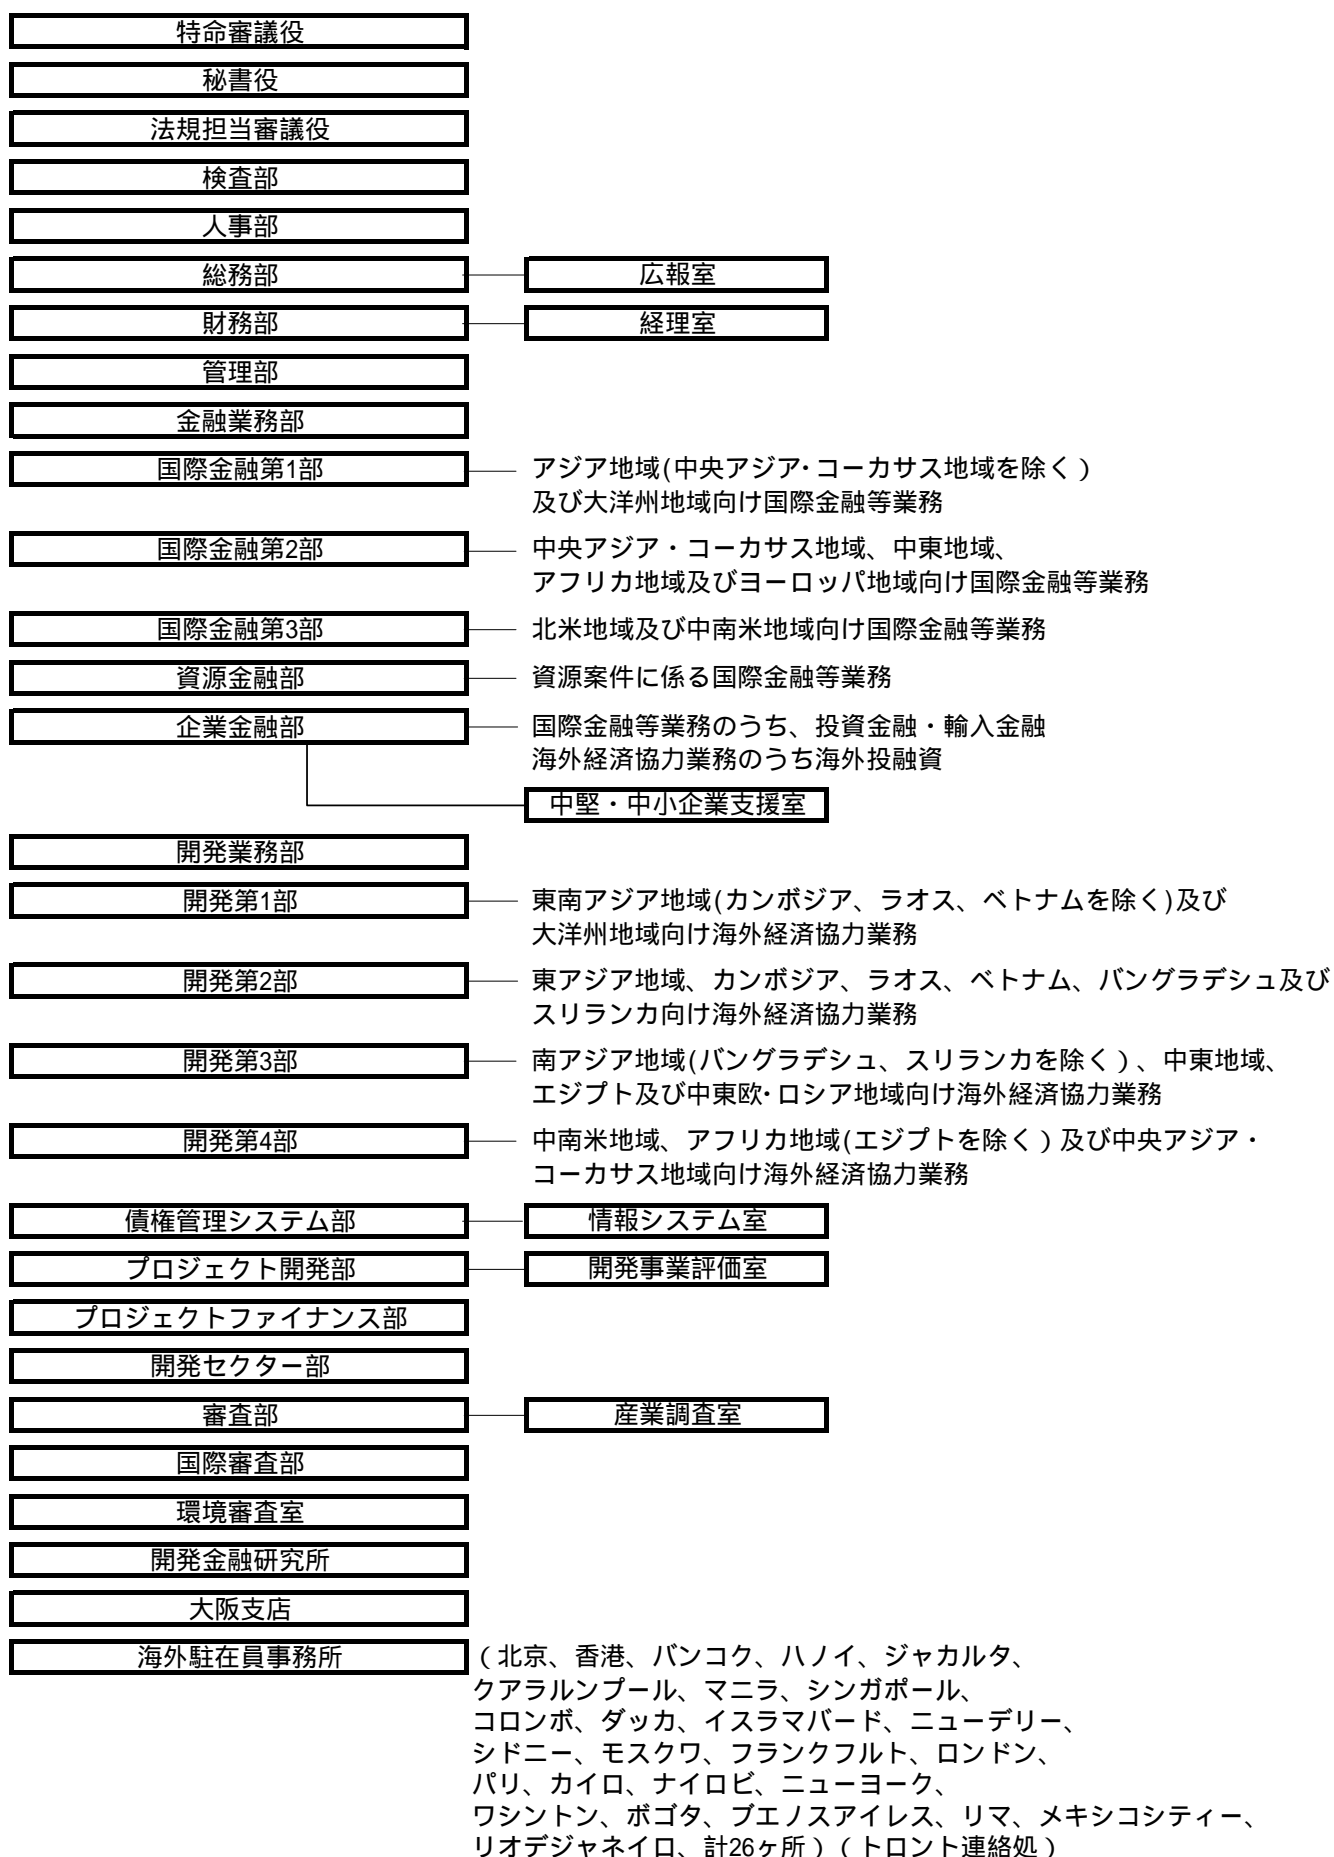 特命審議役
秘書役
法規担当審議役
検査部
人事部
総務部
広報室
財務部
経理室
管理部
金融業務部
国際金融第1部
アジア地域(中央アジア・コーカサス地域を除く)
及び大洋州地域向け国際金融等業務
国際金融第2部
中央アジア・コーカサス地域、中東地域、
アフリカ地域及びヨーロッパ地域向け国際金融等業務
国際金融第3部
北米地域及び中南米地域向け国際金融等業務
資源金融部
資源案件に係る国際金融等業務
企業金融部
国際金融等業務のうち、投資金融・輸入金融
海外経済協力業務のうち海外投融資
中堅・中小企業支援室
開発業務部
開発第1部
東南アジア地域(カンボジア、ラオス、ベトナムを除く)及び
大洋州地域向け海外経済協力業務
開発第2部
東アジア地域、カンボジア、ラオス、ベトナム、バングラデシュ及び
スリランカ向け海外経済協力業務
開発第3部
南アジア地域(バングラデシュ、スリランカを除く)、中東地域、
エジプト及び中東欧・ロシア地域向け海外経済協力業務
開発第4部
中南米地域、アフリカ地域(エジプトを除く)及び中央アジア・
コーカサス地域向け海外経済協力業務
債権管理システム部
情報システム室
プロジェクト開発部
開発事業評価室
プロジェクトファイナンス部
開発セクター部
審査部
産業調査室
国際審査部
環境審査室
開発金融研究所
大阪支店
海外駐在員事務所
(北京、香港、バンコク、ハノイ、ジャカルタ、
クアラルンプール、マニラ、シンガポール、
コロンボ、ダッカ、イスラマバード、ニューデリー、
シドニー、モスクワ、フランクフルト、ロンドン、
パリ、カイロ、ナイロビ、ニューヨーク、
ワシントン、ボゴタ、ブエノスアイレス、リマ、メキシコシティー、
リオデジャネイロ、計26ヶ所)(トロント連絡処)